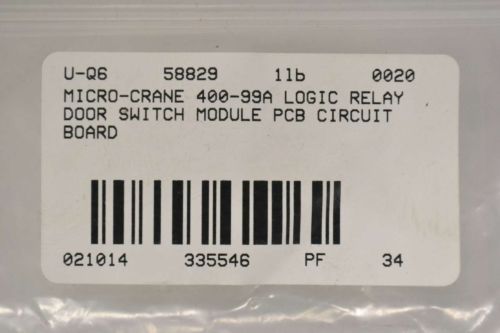 U-Q6 58829 1lb 0020
MICRO-CRANE 400-99A LOGIC RELAY
DOOR SWITCH MODULE PCB CIRCUIT
BOARD
021014 335546 PF 34